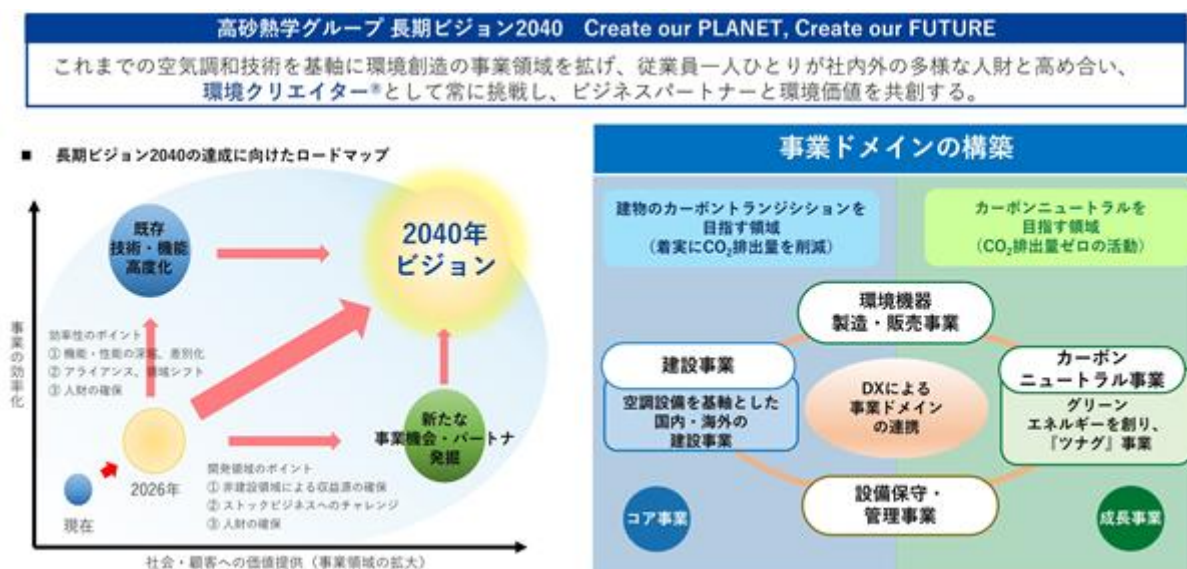 高砂熱学グループ 長期ビジョン2040 Create our PLANET, Create our FUTURE
これまでの空気調和技術を基軸に環境創造の事業領域を拡げ、従業員一人ひとりが社内外の多様な人財と高め合い、
環境クリエイター®として常に挑戦し、ビジネスパートナーと環境価値を共創する。
■ 長期ビジョン2040の達成に向けたロードマップ
事業の効率化
既存
技術・機能
高度化
2040年
ビジョン
効率性のポイント
① 機能・性能の深耕、差別化
② アライアンス、領域シフト
③ 人財の確保
新たな
事業機会・パートナ
発掘
2026年
現在
開発領域のポイント
① 非建設領域による収益源の確保
② ストックビジネスへのチャレンジ
③ 人財の確保
社会・顧客への価値提供（事業領域の拡大）
事業ドメインの構築
建物のカーボントランジションを
目指す領域
（着実にCO₂排出量を削減）
カーボンニュートラルを
目指す領域
（CO₂排出量ゼロの活動）
環境機器
製造・販売事業
建設事業
空調設備を基軸とした
国内・海外の
建設事業
DXによる
事業ドメイン
の連携
カーボン
ニュートラル事業
グリーン
エネルギーを創り、
『ツナグ』事業
設備保守・
管理事業
コア事業
成長事業